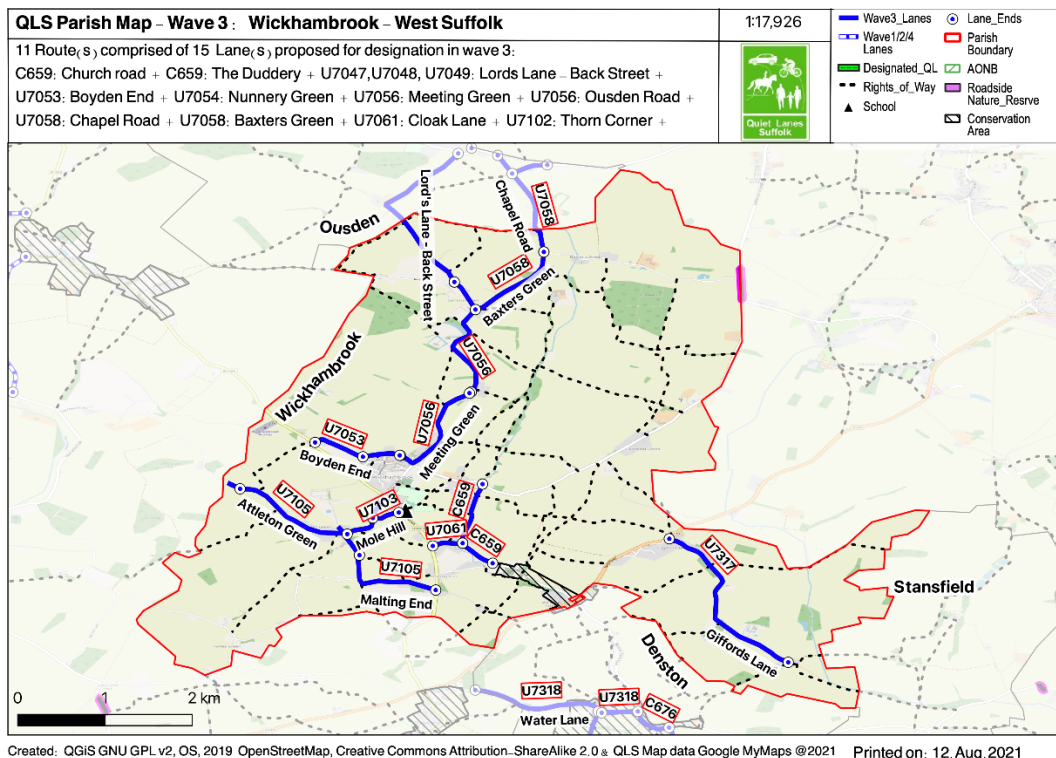 QLS Parish Map – Wave 3 : Wickhambrook – West Suffolk
11 Route(s) comprised of 15 Lane(s) proposed for designation in wave 3:
C659: Church road + C659: The Duddery + U7047,U7048, U7049: Lords Lane – Back Street +
U7053: Boyden End + U7054: Nunnery Green + U7056: Meeting Green + U7056: Ousden Road +
U7058: Chapel Road + U7058: Baxters Green + U7061: Cloak Lane + U7102: Thorn Corner +
1:17,926
Quiet Lanes
Suffolk
Wave3_Lanes
Wave1/2/4
Lanes
Designated_QL
Rights_of_Way
School
Lane_Ends
Parish
Boundary
AONB
Roadside
Nature_Resrve
Conservation
Area
Ousden
Lord's Lane - Back Street
Chapel Road
U7058
U7058
Baxters Green
U7056
Wickhambrook
U7056
Meeting Green
U7053
Boyden End
C659
U7105
Attleton Green
U7103
Mole Hill
U7061
C659
U7105
Malting End
U7317
Giffords Lane
Stansfield
Denston
U7318
U7318
C676
Water Lane
0 1 2 km
Created: QGiS GNU GPL v2, OS, 2019 OpenStreetMap, Creative Commons Attribution-ShareAlike 2.0 & QLS Map data Google MyMaps @2021 Printed on: 12.Aug.2021